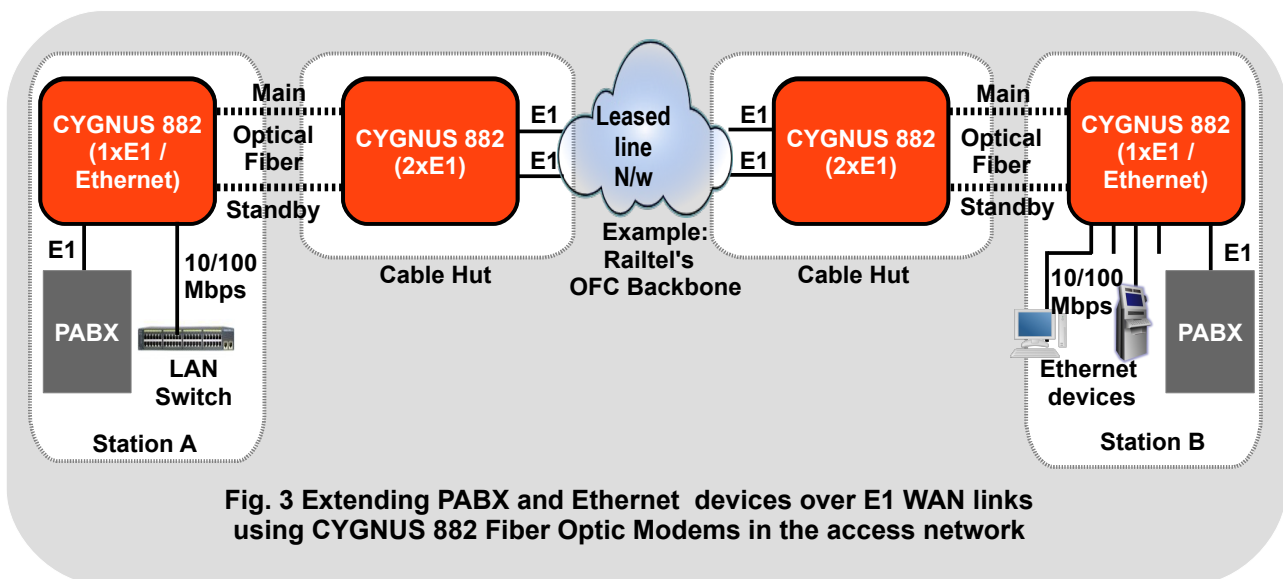 CYGNUS 882
(1xE1 /
Ethernet)
Main
Optical
Fiber
Standby
CYGNUS 882
(2xE1)
E1
E1
Leased
line
N/w
E1
E1
CYGNUS 882
(2xE1)
Main
Optical
Fiber
Standby
CYGNUS 882
(1xE1 /
Ethernet)
E1
10/100
Mbps
PABX
LAN
Switch
Station A
Cable Hut
Example:
Railtel's
OFC Backbone
Cable Hut
10/100
Mbps
E1
PABX
Ethernet
devices
Station B
Fig. 3 Extending PABX and Ethernet devices over E1 WAN links
using CYGNUS 882 Fiber Optic Modems in the access network